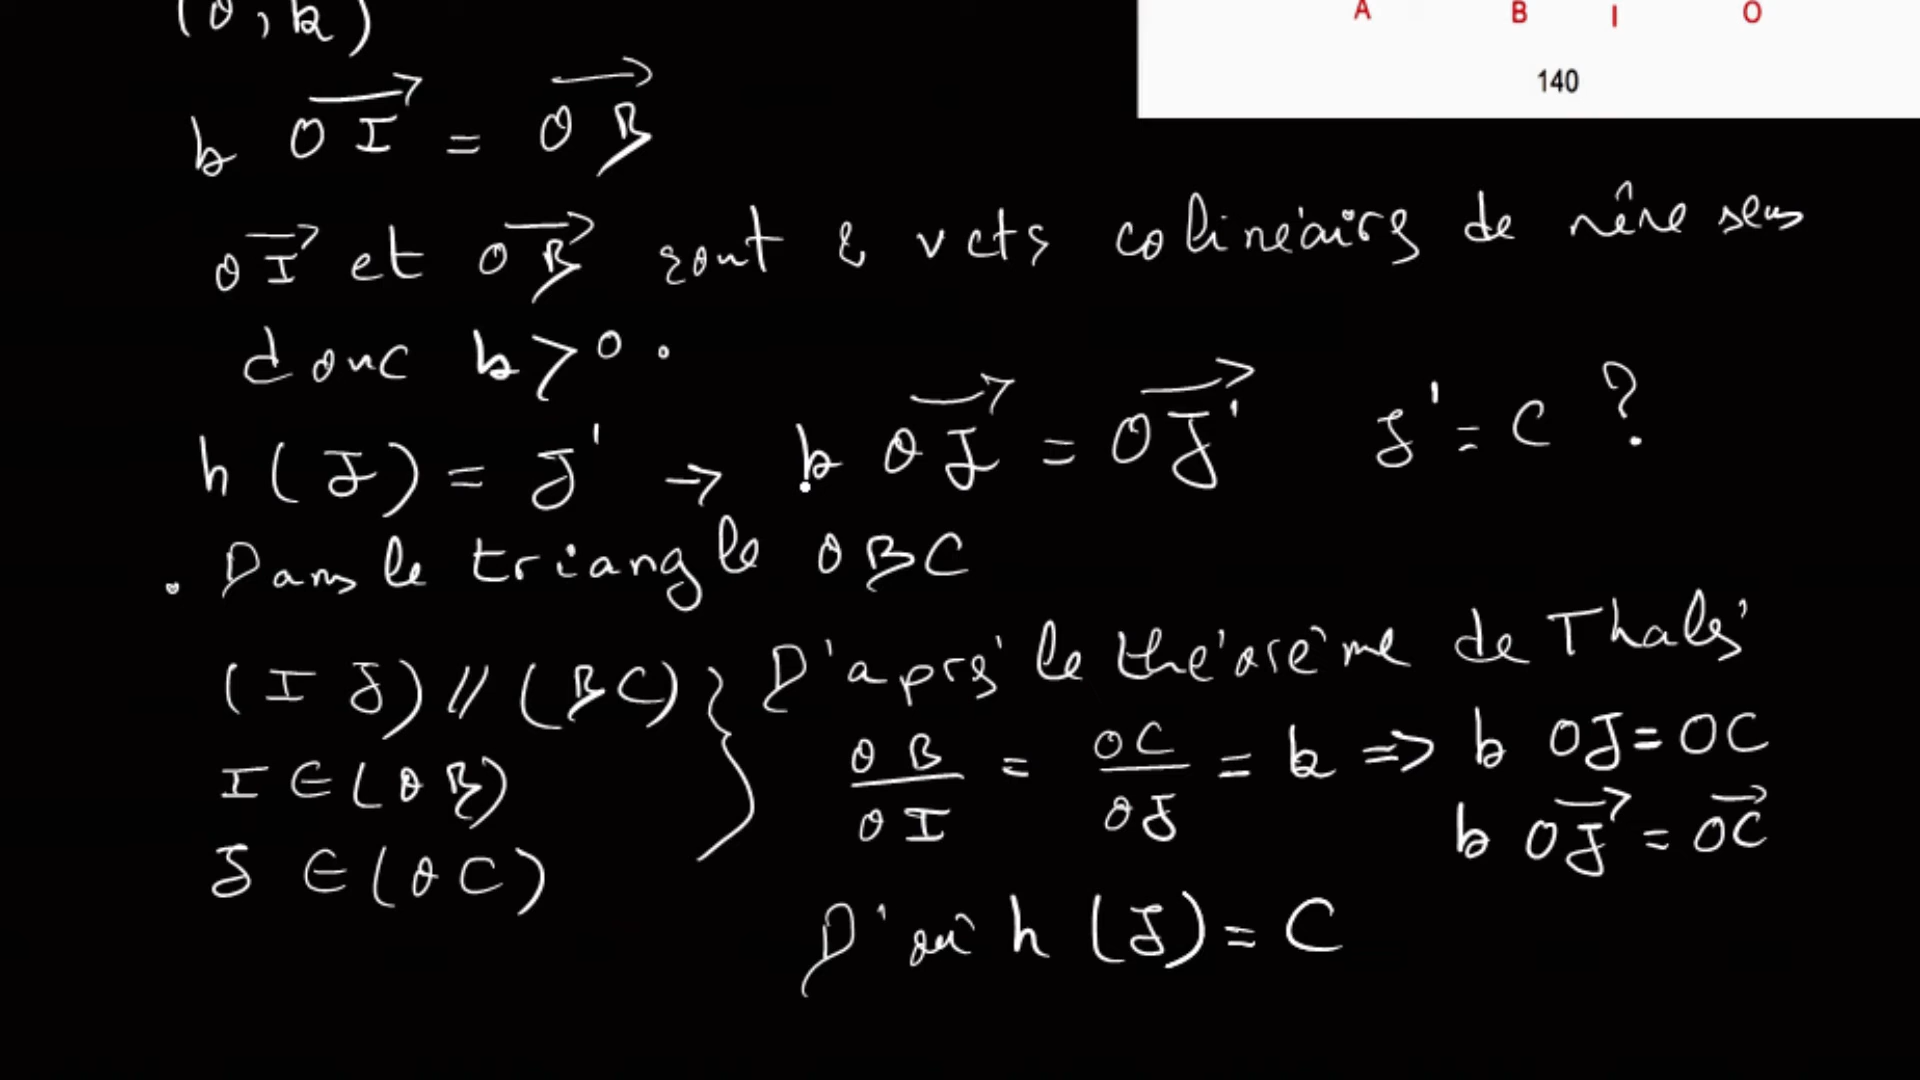 (O, k)
A B I O
140
k OI = OB
OI et OB sont 2 vcts colinéairs de même sens
donc k > 0.
h(J) = J' → k OJ = OJ' J' = C ?
. Dans le triangle OBC
(IJ) // (BC) } D'aprs le théorème de Thals
I ∈ (OB) OB/OI = OC/OJ = k => k OJ = OC
J ∈ (OC) k OJ = OC
D'où h(J) = C